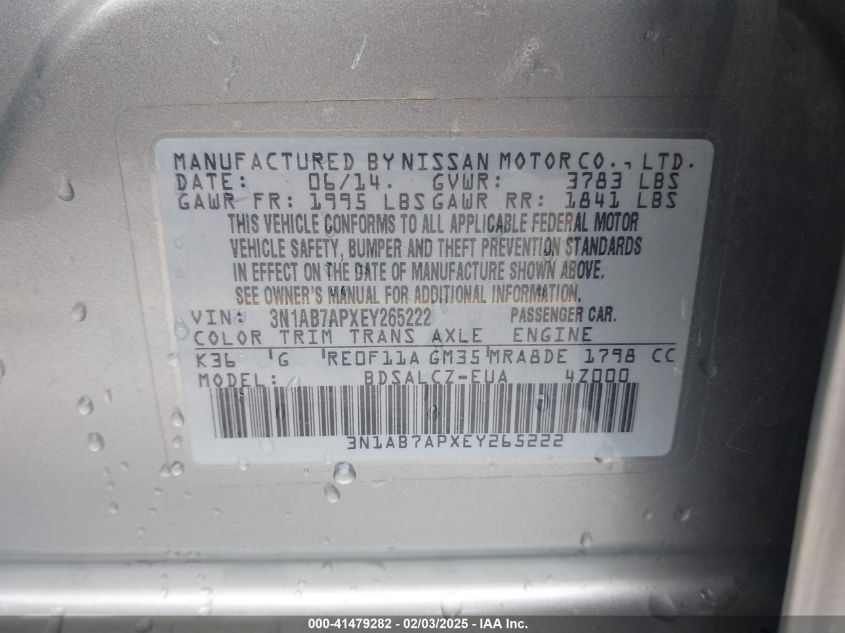 MANUFACTURED BY NISSAN MOTOR CO., LTD.
DATE: 06/14. GVWR: 3783 LBS
GAWR FR: 1995 LBS GAWR RR: 1841 LBS
THIS VEHICLE CONFORMS TO ALL APPLICABLE FEDERAL MOTOR
VEHICLE SAFETY, BUMPER AND THEFT PREVENTION STANDARDS
IN EFFECT ON THE DATE OF MANUFACTURE SHOWN ABOVE.
SEE OWNER'S MANUAL FOR ADDITIONAL INFORMATION.
VIN: 3N1AB7APXEY265222 PASSENGER CAR.
COLOR TRIM TRANS AXLE ENGINE
K36 G RE0F11A GM35 MRA8DE 1798 CC
MODEL: BDSALCZ-EUA 4Z000
3N1AB7APXEY265222
000-41479282 - 02/03/2025 - IAA Inc.